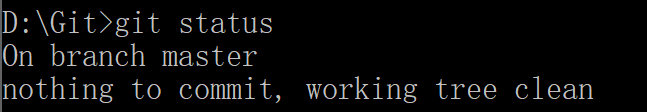 D:\Git>git status
On branch master
nothing to commit, working tree clean